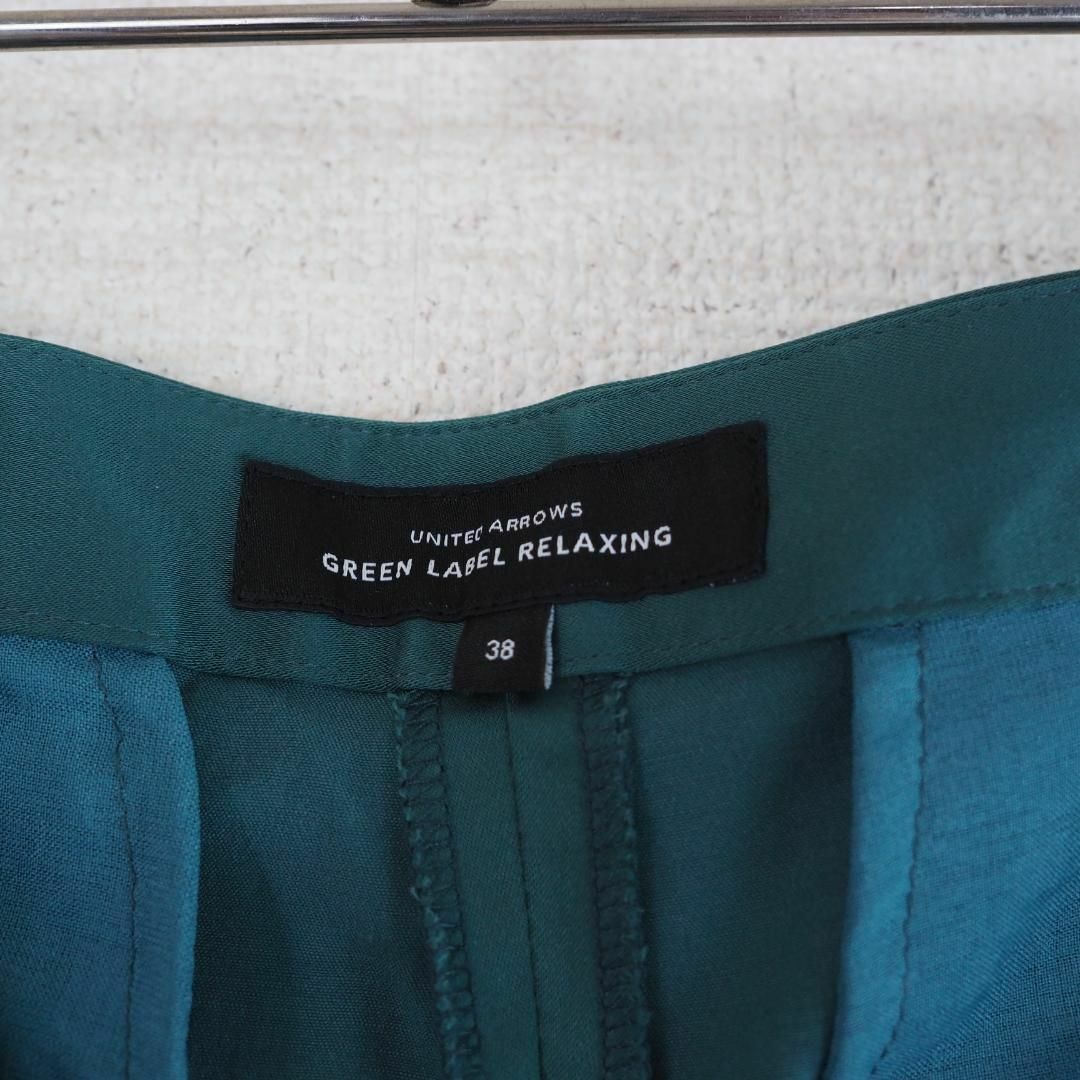 UNITED ARROWS
GREEN LABEL RELAXING
38